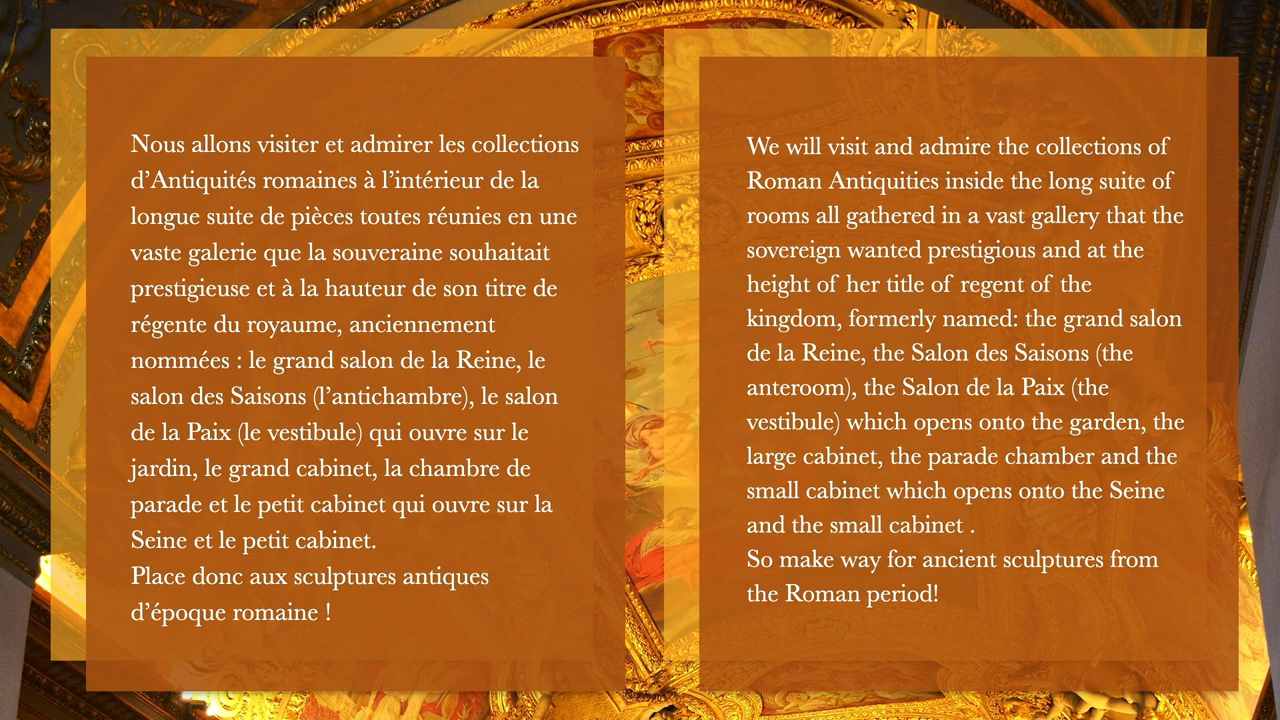 Nous allons visiter et admirer les collections
d’Antiquités romaines à l’intérieur de la
longue suite de pièces toutes réunies en une
vaste galerie que la souveraine souhaitait
prestigieuse et à la hauteur de son titre de
régente du royaume, anciennement
nommées : le grand salon de la Reine, le
salon des Saisons (l’antichambre), le salon
de la Paix (le vestibule) qui ouvre sur le
jardin, le grand cabinet, la chambre de
parade et le petit cabinet qui ouvre sur la
Seine et le petit cabinet.
Place donc aux sculptures antiques
d’époque romaine !
We will visit and admire the collections of
Roman Antiquities inside the long suite of
rooms all gathered in a vast gallery that the
sovereign wanted prestigious and at the
height of her title of regent of the
kingdom, formerly named: the grand salon
de la Reine, the Salon des Saisons (the
anteroom), the Salon de la Paix (the
vestibule) which opens onto the garden, the
large cabinet, the parade chamber and the
small cabinet which opens onto the Seine
and the small cabinet .
So make way for ancient sculptures from
the Roman period!